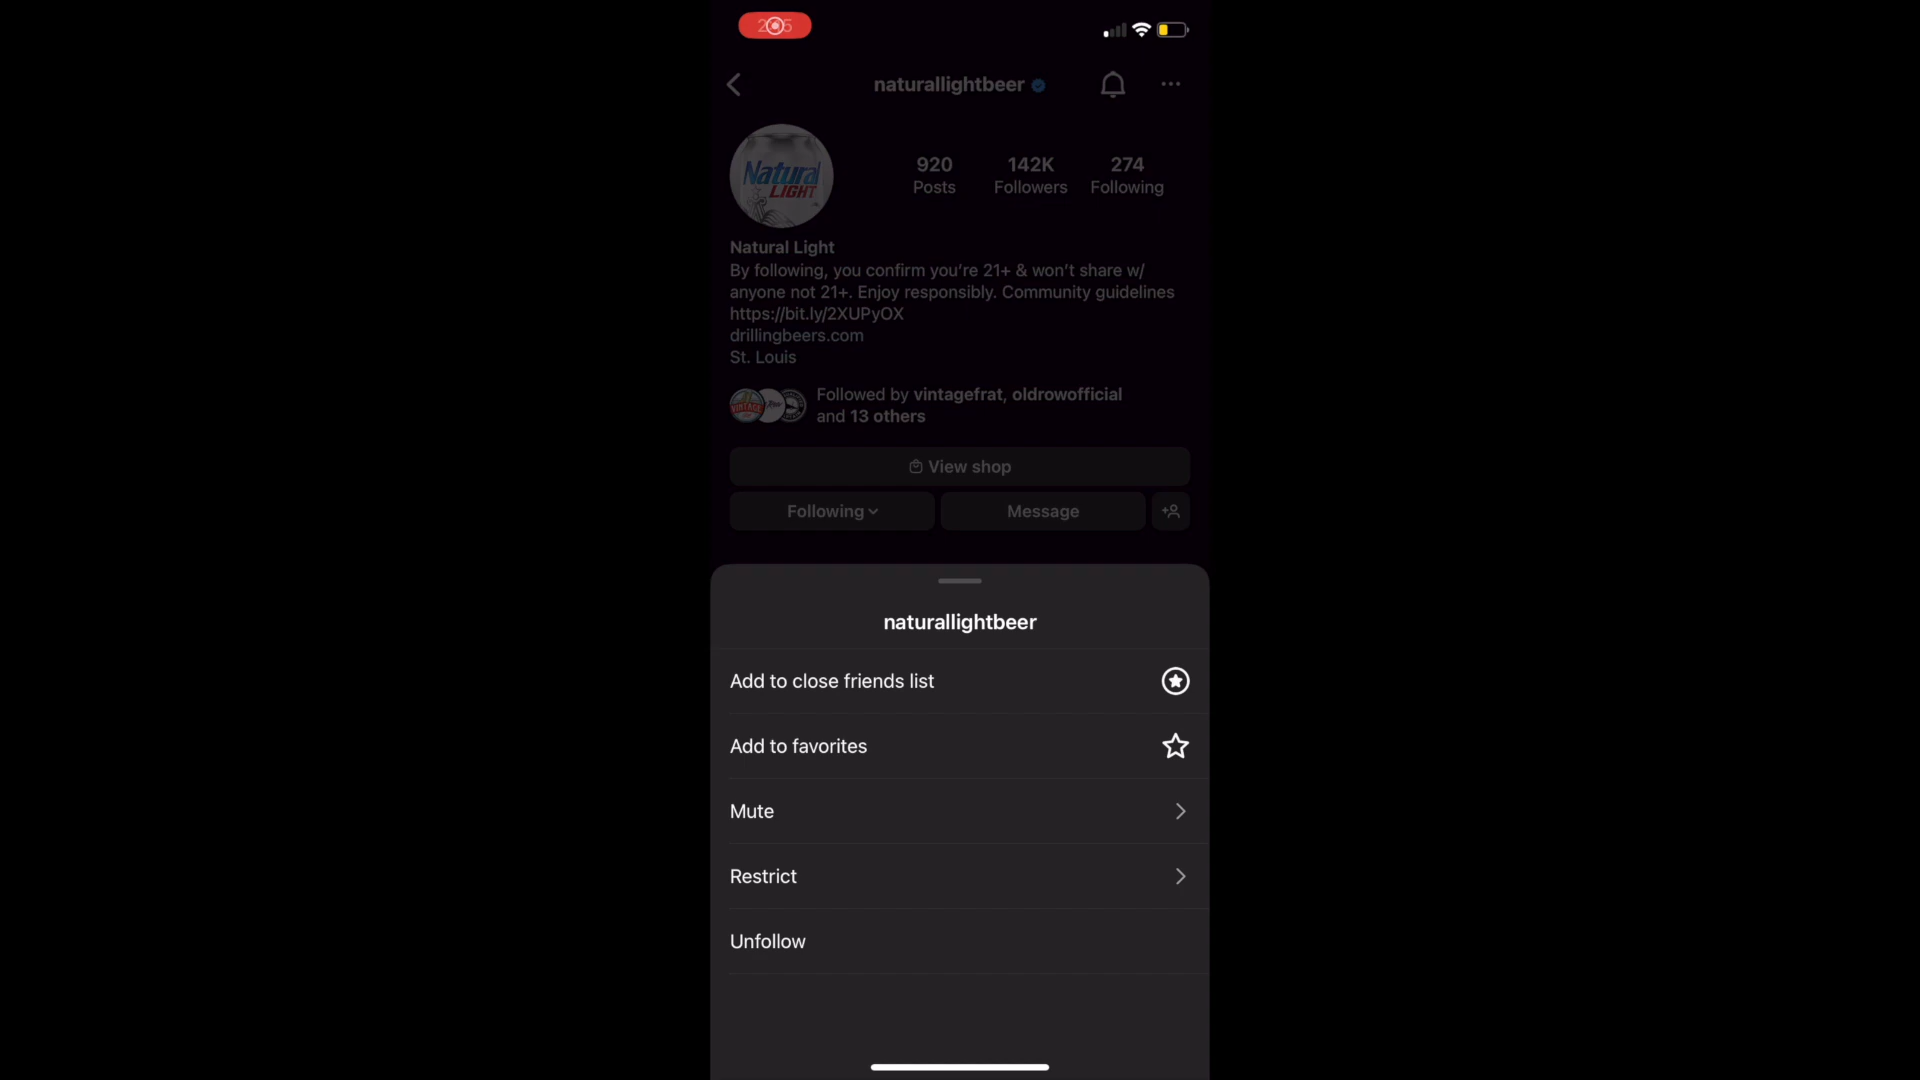 naturallightbeer
Natural
LIGHT
920
Posts
142K
Followers
274
Following
Natural Light
By following, you confirm you’re 21+ & won’t share w/
anyone not 21+. Enjoy responsibly. Community guidelines
https://bit.ly/2XUPyOX
drillingbeers.com
St. Louis
VINTAGE
Followed by vintagefrat, oldrowofficial
and 13 others
View shop
Following
Message
naturallightbeer
Add to close friends list
Add to favorites
Mute
Restrict
Unfollow